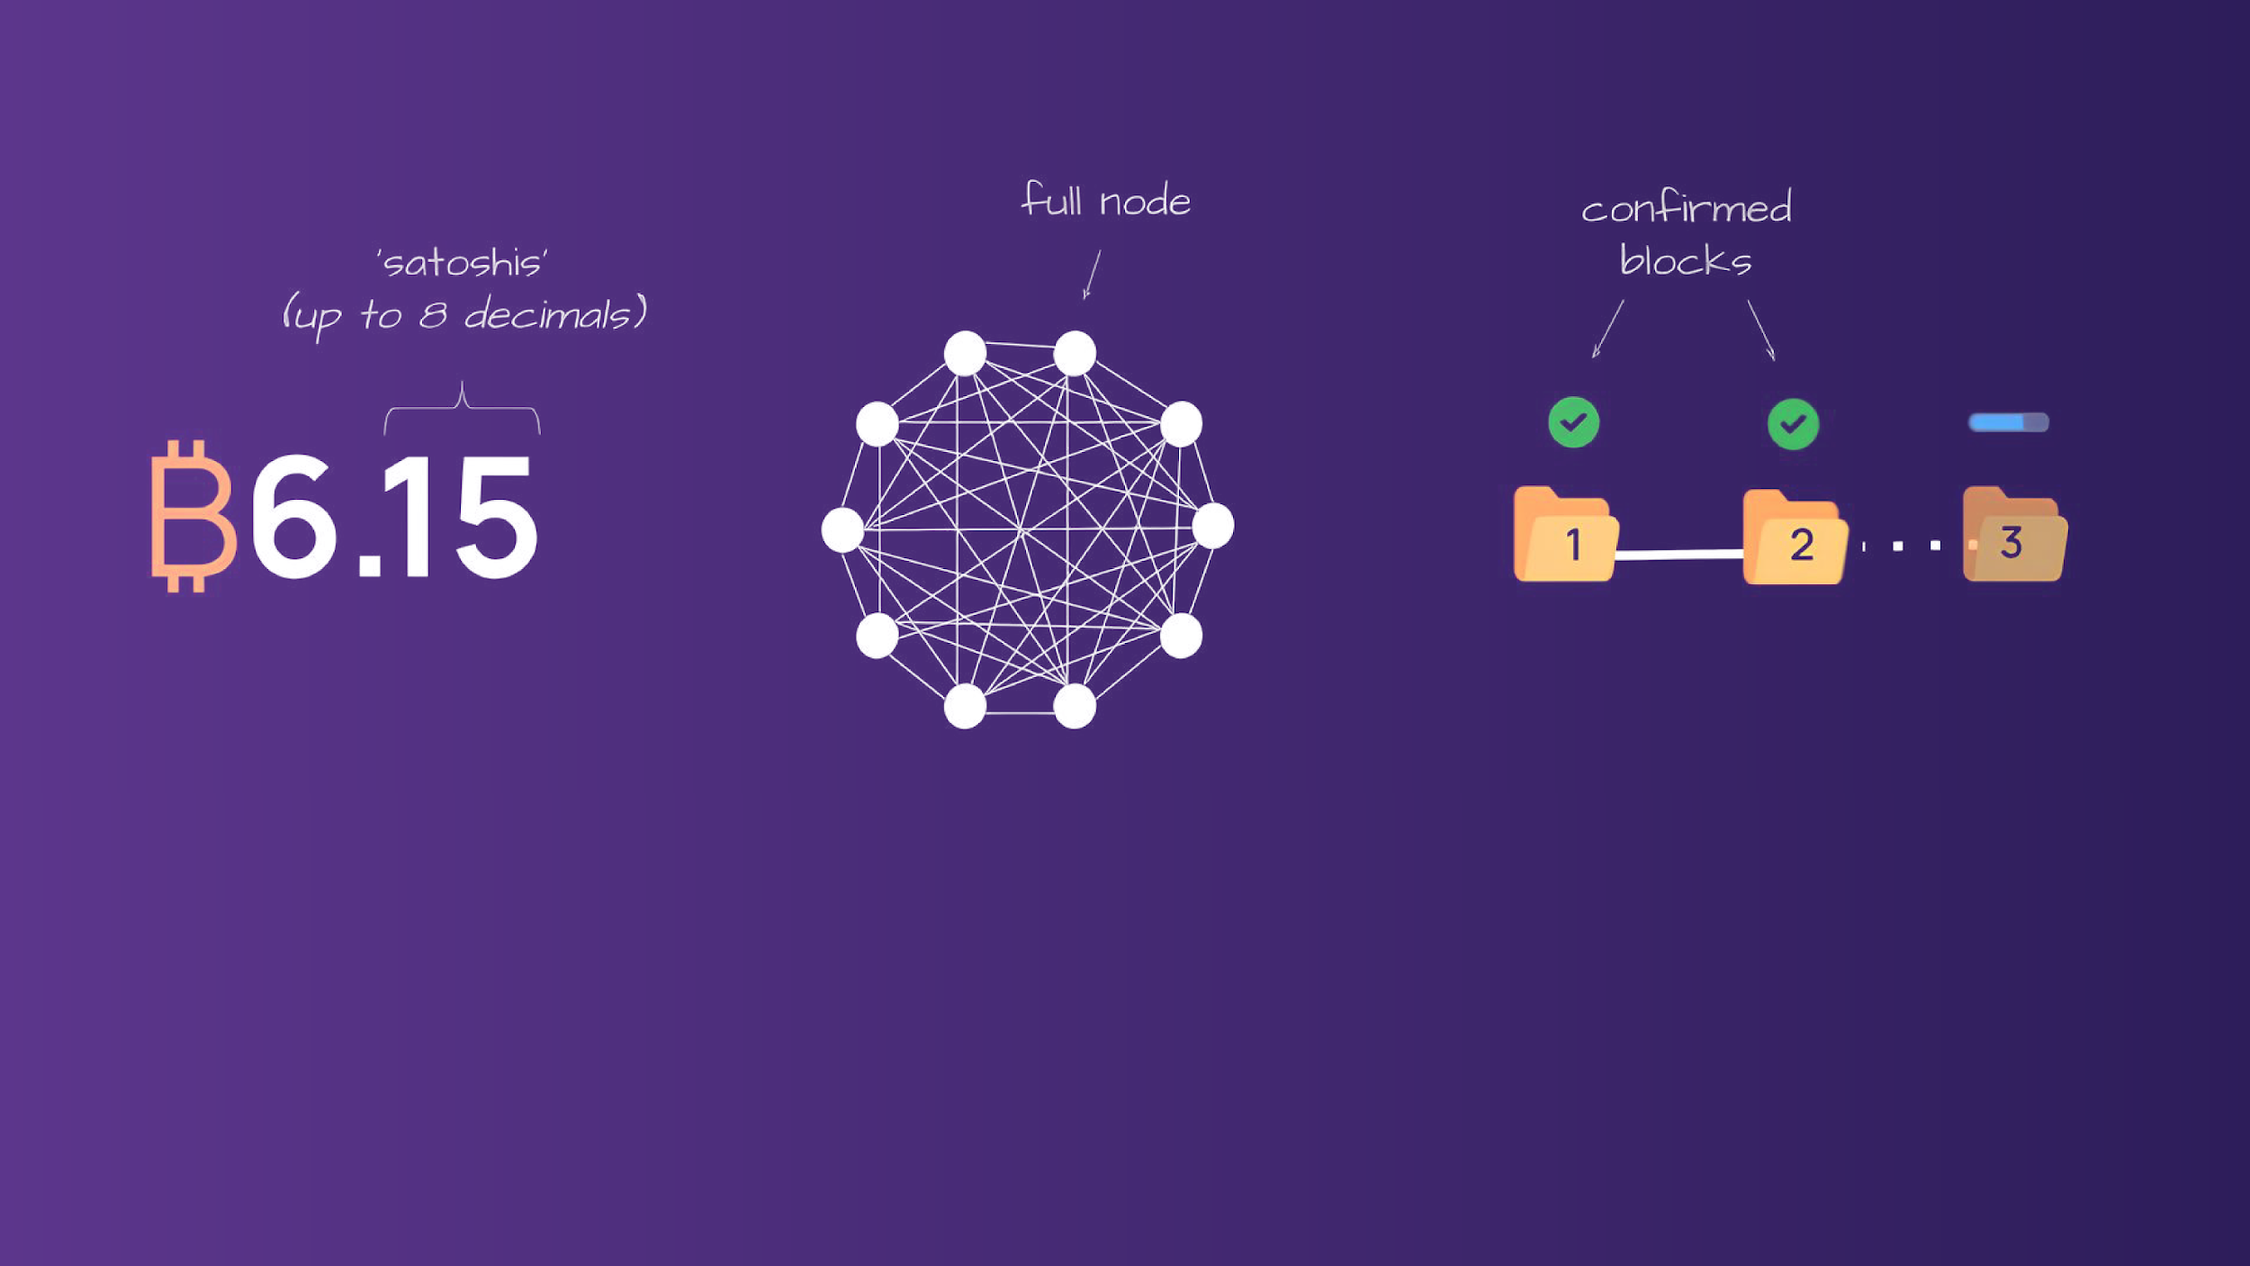 'satoshis'
(up to 8 decimals)
₿6.15
full node
confirmed
blocks
1
2
3